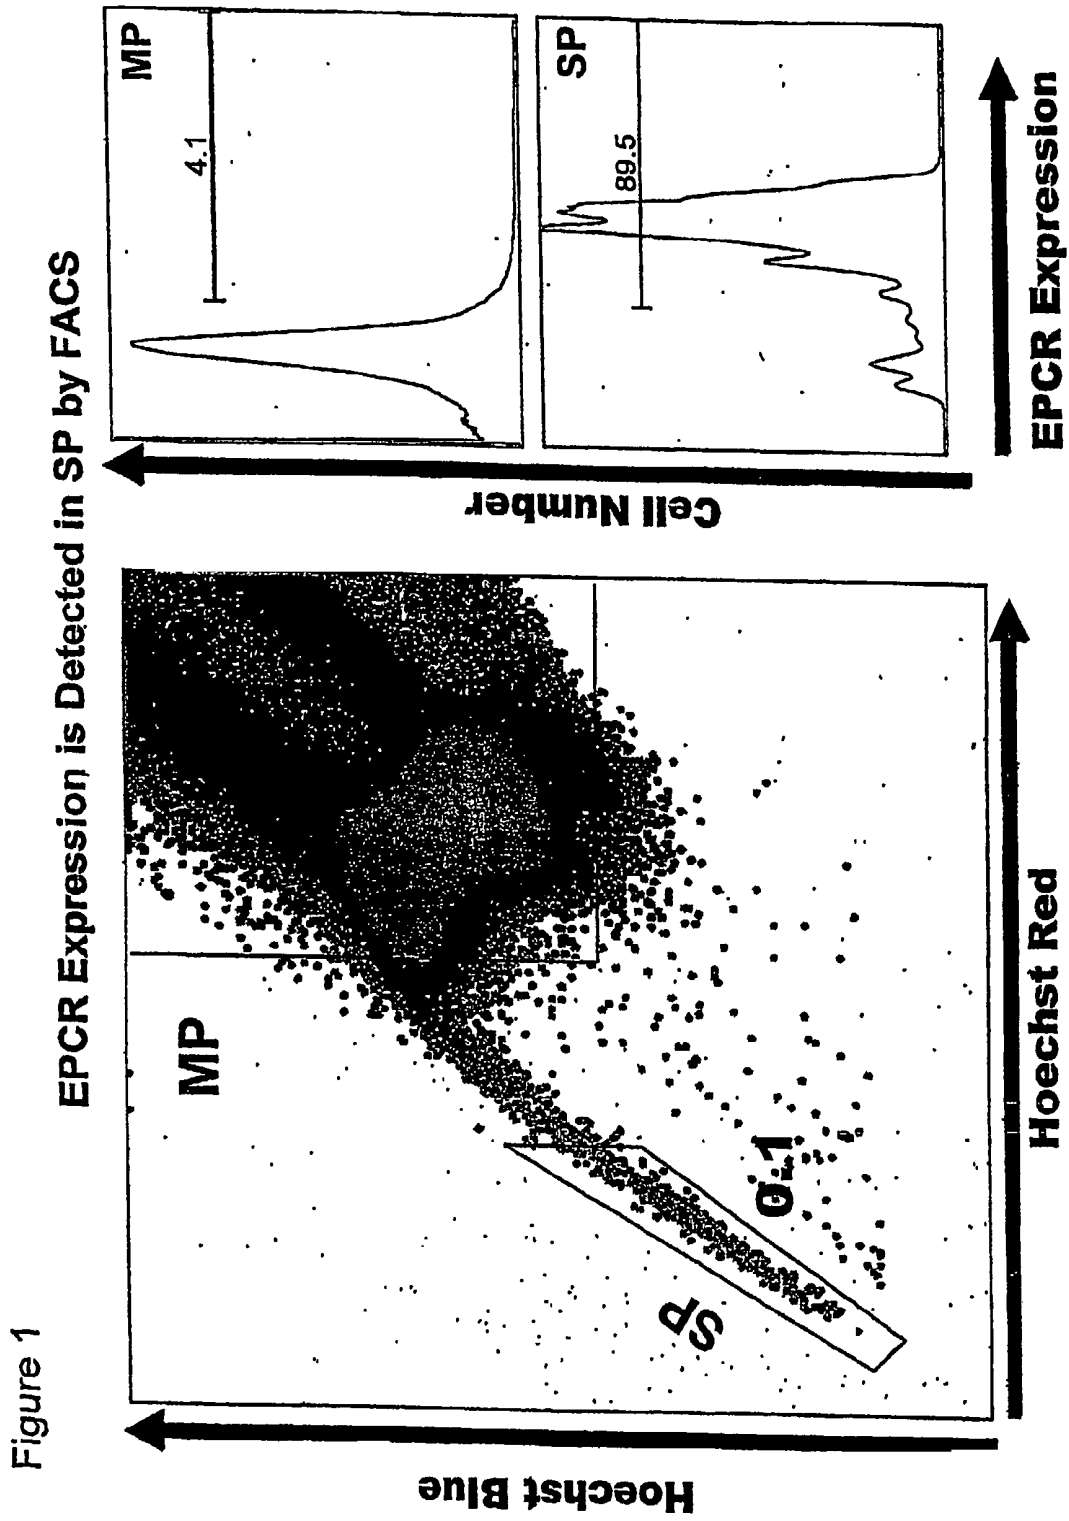 Figure 1
EPCR Expression is Detected in SP by FACS
Hoechst Blue
MP
SP
0.1
Hoechst Red
Cell Number
MP
4.1
SP
89.5
EPCR Expression